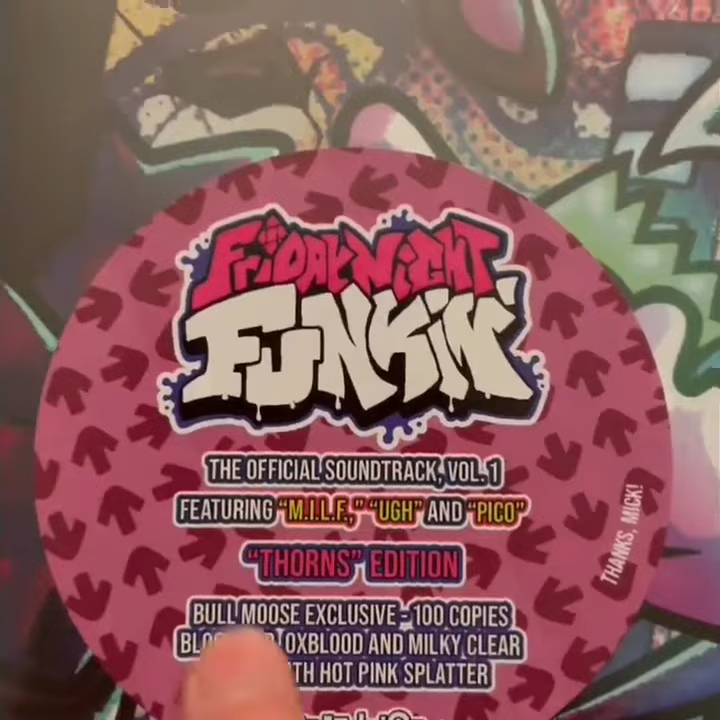 FRIDAY NIGHT
FUNKIN'
THE OFFICIAL SOUNDTRACK, VOL. 1
FEATURING "M.I.L.F.," "UGH" AND "PICO"
"THORNS" EDITION
BULL MOOSE EXCLUSIVE - 100 COPIES
OXBLOOD AND MILKY CLEAR
WITH HOT PINK SPLATTER
THANKS, MICK!